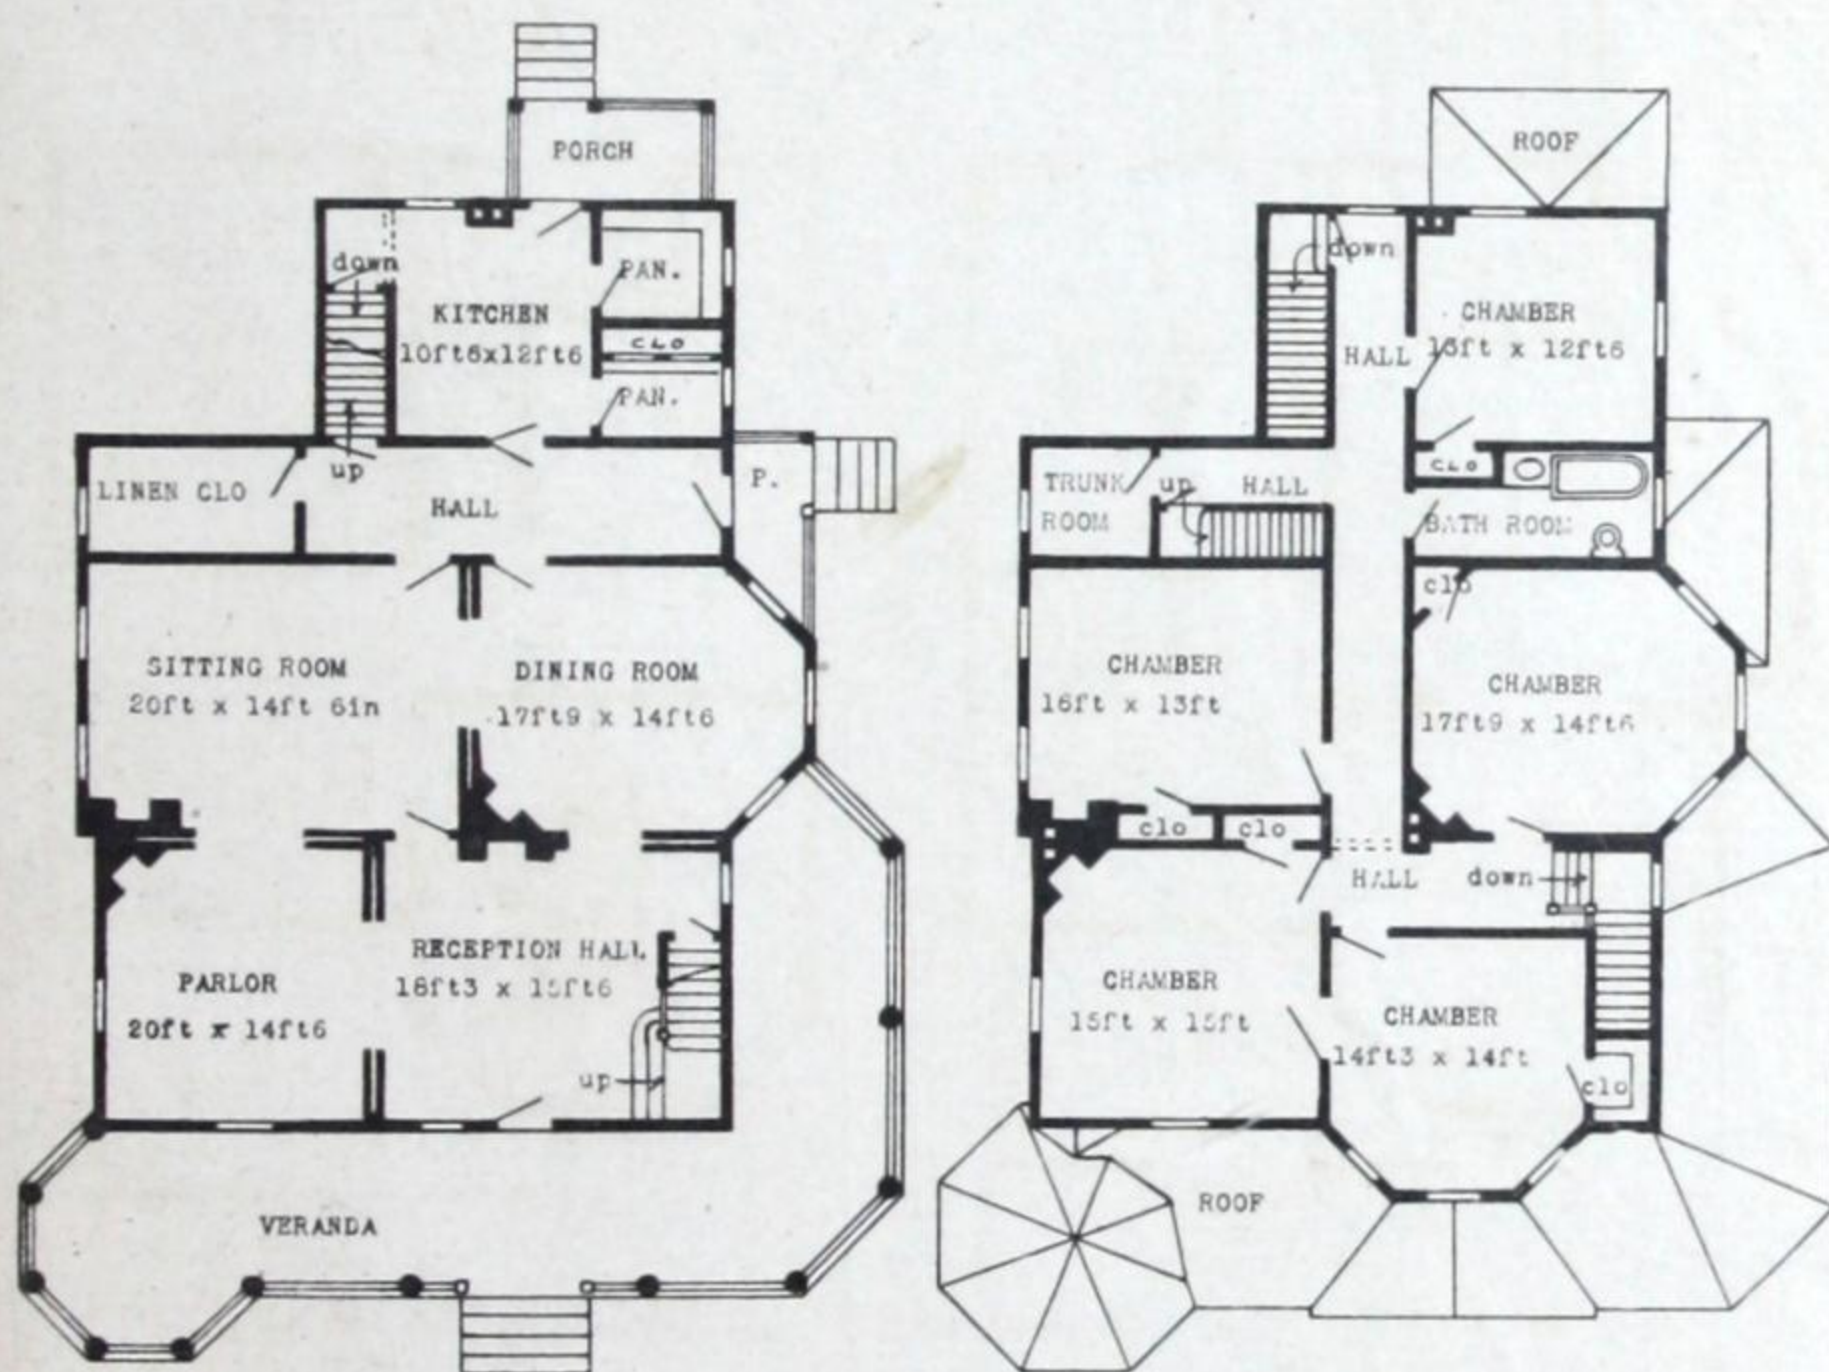 PORCH
down
PAN.
KITCHEN
10ft6x12ft6
CLO
PAN.
LINEN CLO
up
HALL
P.
SITTING ROOM
20ft x 14ft 6in
DINING ROOM
17ft9 x 14ft6
PARLOR
20ft x 14ft6
RECEPTION HALL
18ft3 x 15ft6
up
VERANDA
ROOF
down
HALL
CHAMBER
x 12ft6
TRUNK
ROOM
up
HALL
CLO
BATH ROOM
clo
CHAMBER
16ft x 13ft
CHAMBER
17ft9 x 14ft6
clo
clo
HALL
down
CHAMBER
15ft x 15ft
CHAMBER
14ft3 x 14ft
clo
ROOF